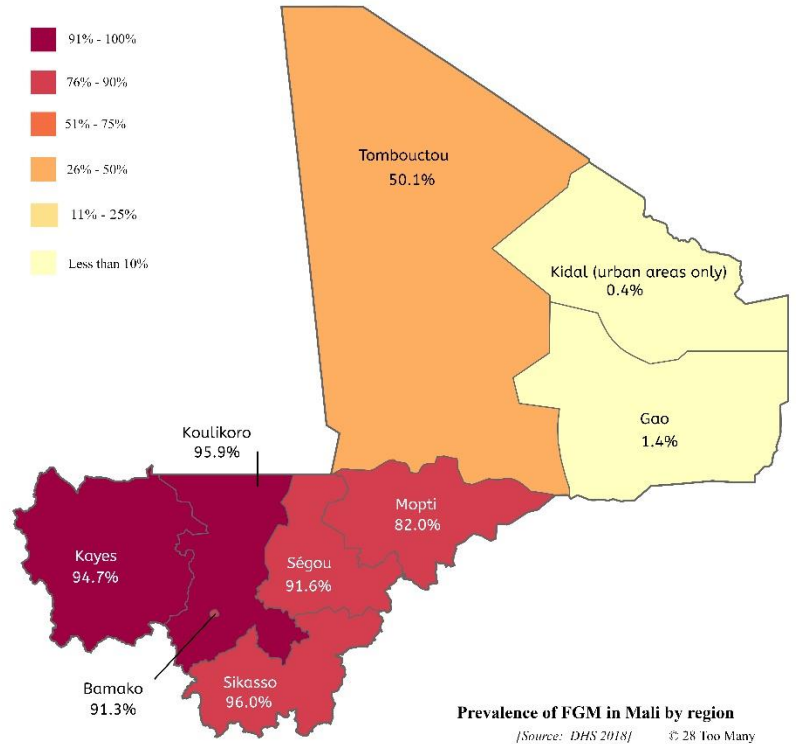 91% - 100%
76% - 90%
51% - 75%
26% - 50%
11% - 25%
Less than 10%
Tombouctou
50.1%
Kidal (urban areas only)
0.4%
Gao
1.4%
Koulikoro
95.9%
Mopti
82.0%
Kayes
94.7%
Ségou
91.6%
Bamako
91.3%
Sikasso
96.0%
Prevalence of FGM in Mali by region
[Source: DHS 2018] © 28 Too Many